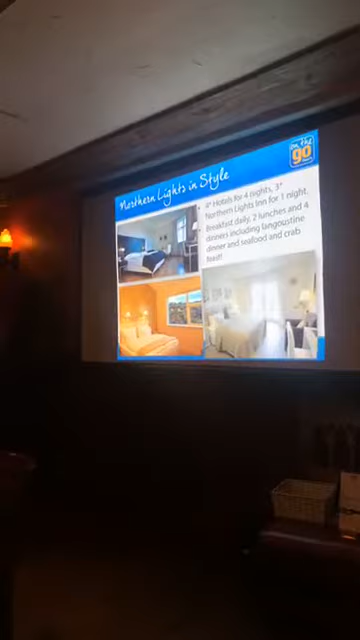 Northern Lights in Style
on the
go
4* Hotels for 4 nights, 3*
Northern Lights Inn for 1 night.
Breakfast daily, 2 lunches and 4
dinners including langoustine
dinner and seafood and crab
feast!